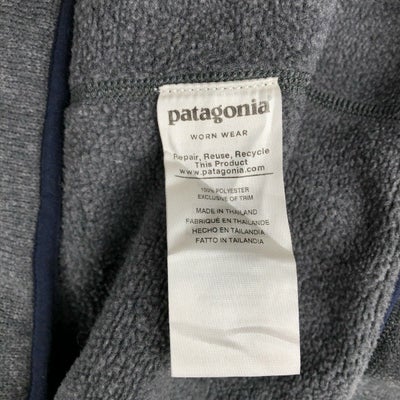 patagonia
WORN WEAR
Repair, Reuse, Recycle
This Product
www.patagonia.com
100% POLYESTER
EXCLUSIVE OF TRIM
MADE IN THAILAND
FABRIQUÉ EN THAÏLANDE
HECHO EN TAILANDIA
FATTO IN TAILANDIA